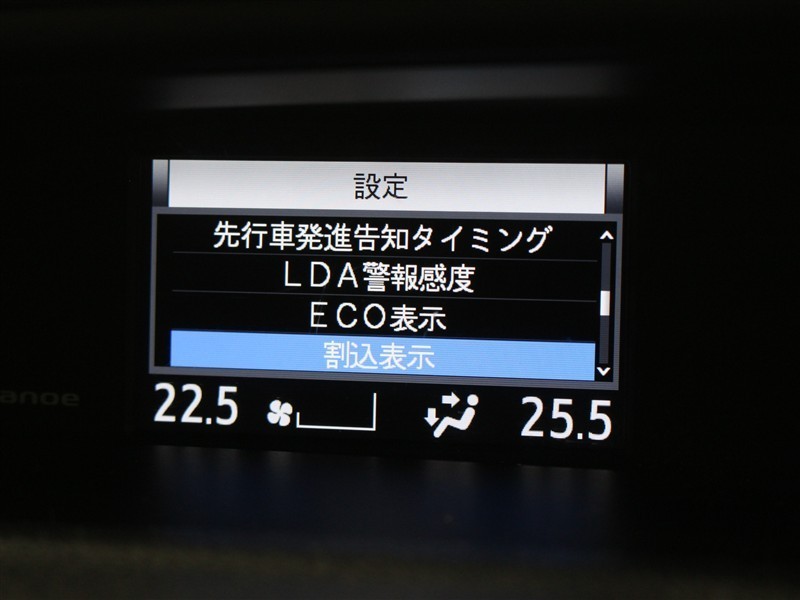 設定
先行車発進告知タイミング
LDA警報感度
ECO表示
割込表示
22.5 25.5